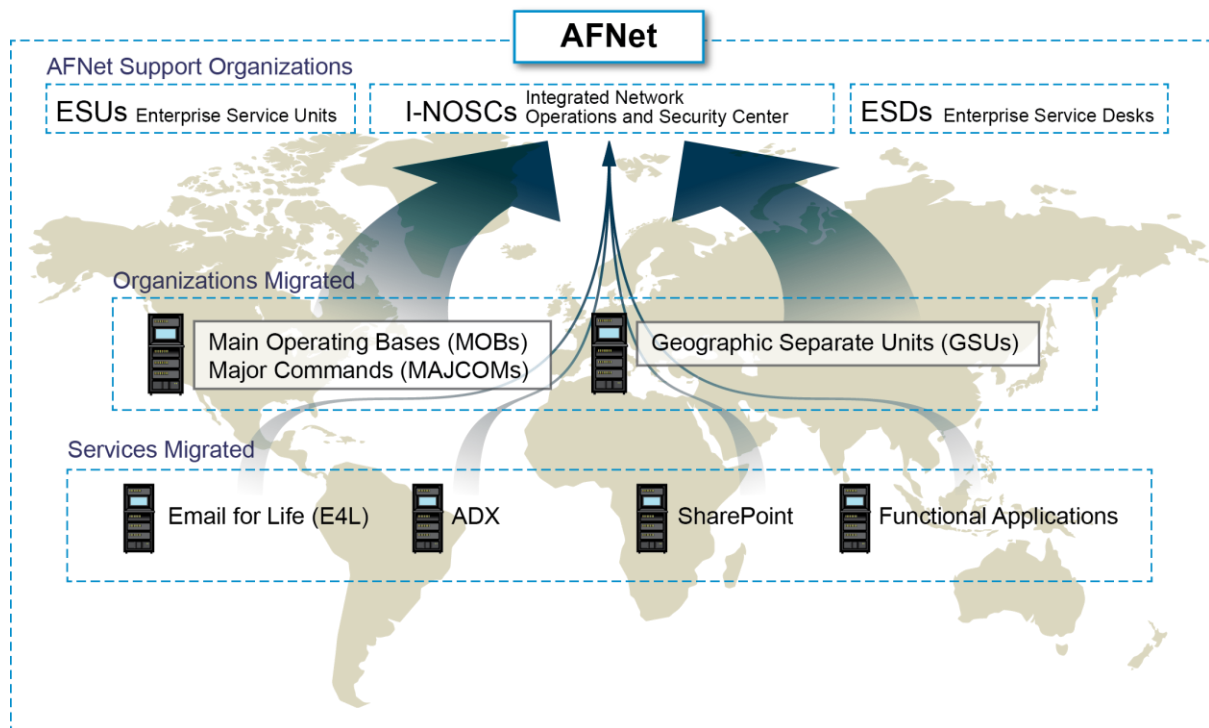 AFNet
AFNet Support Organizations
ESUs Enterprise Service Units
I-NOSCs Integrated Network
Operations and Security Center
ESDs Enterprise Service Desks
Organizations Migrated
Main Operating Bases (MOBs)
Major Commands (MAJCOMs)
Geographic Separate Units (GSUs)
Services Migrated
Email for Life (E4L)
ADX
SharePoint
Functional Applications